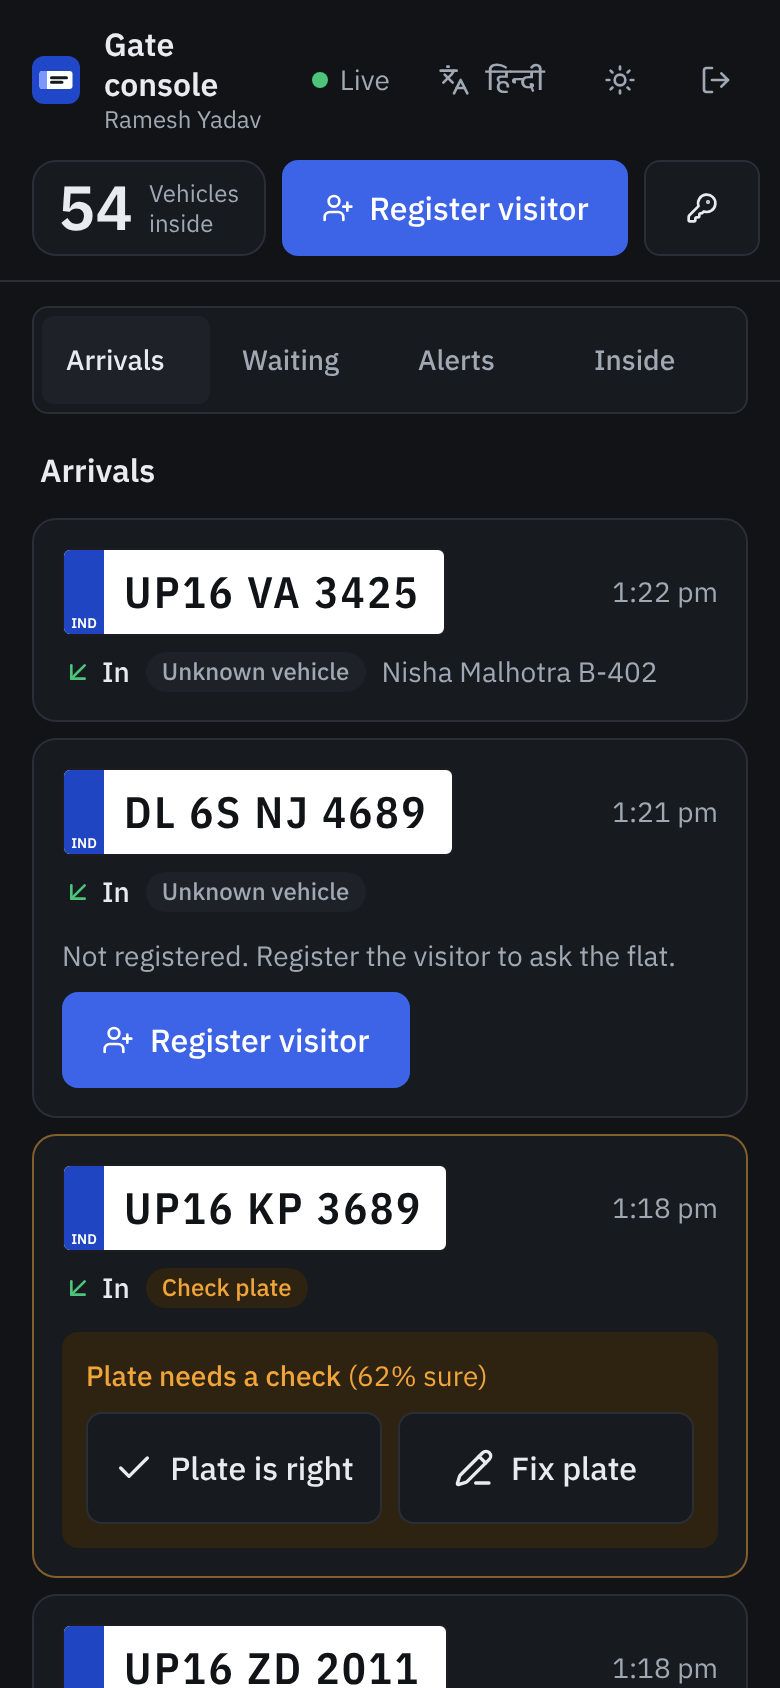 Gate
console
Ramesh Yadav
Live
हिन्दी
54 Vehicles
inside
Register visitor
Arrivals Waiting Alerts Inside
Arrivals
IND UP16 VA 3425 1:22 pm
In Unknown vehicle Nisha Malhotra B-402
IND DL 6S NJ 4689 1:21 pm
In Unknown vehicle
Not registered. Register the visitor to ask the flat.
Register visitor
IND UP16 KP 3689 1:18 pm
In Check plate
Plate needs a check (62% sure)
Plate is right Fix plate
UP16 ZD 2011 1:18 pm